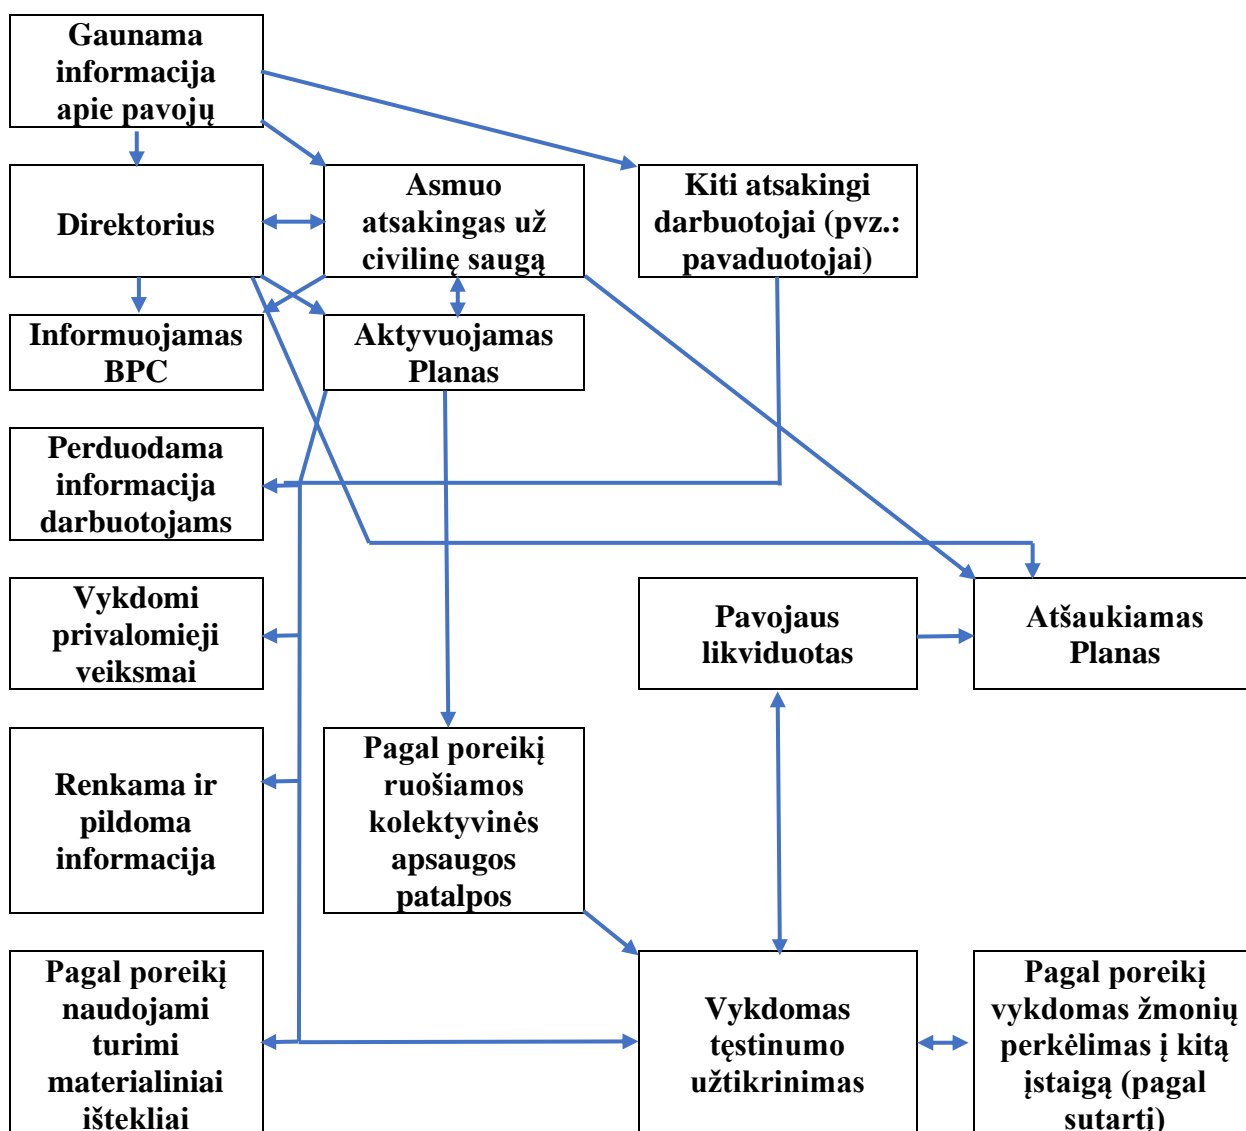 Gaunama
informacija
apie pavojų
Direktorius
Asmuo
atsakingas už
civilinę saugą
Kiti atsakingi
darbuotojai (pvz.:
pavaduotojai)
Informuojamas
BPC
Aktyvuojamas
Planas
Perduodama
informacija
darbuotojams
Vykdomi
privalomieji
veiksmai
Pavojaus
likviduotas
Atšaukiamas
Planas
Renkama ir
pildoma
informacija
Pagal poreikį
ruošiamos
kolektyvinės
apsaugos
patalpos
Pagal poreikį
naudojami
turimi
materialiniai
ištekliai
Vykdomas
tęstinumo
užtikrinimas
Pagal poreikį
vykdomas žmonių
perkėlimas į kitą
įstaigą (pagal
sutartį)